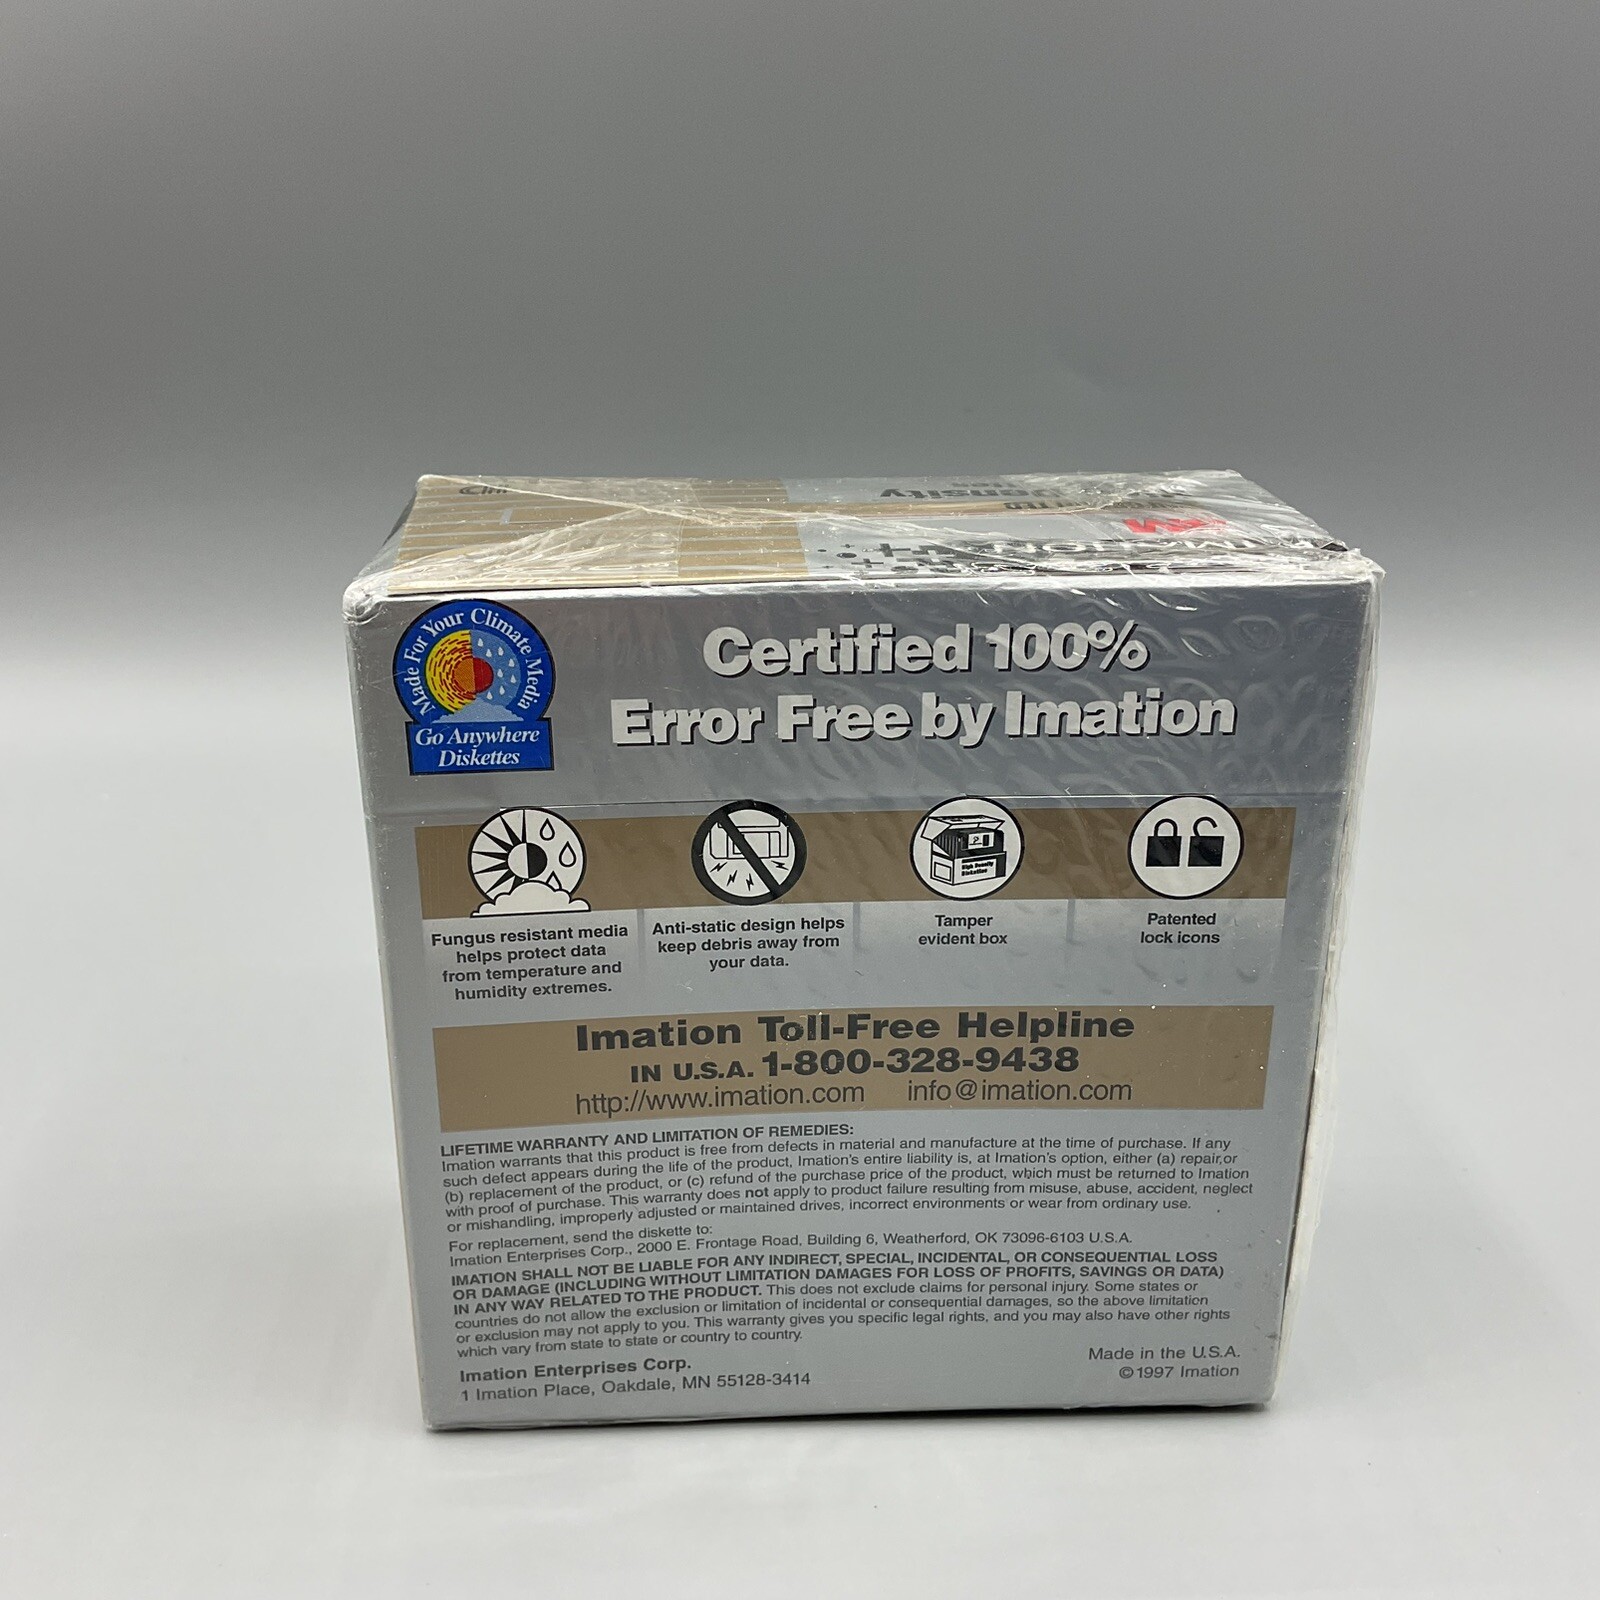 Density
IMATION
Made For Your Climate Media
Go Anywhere
Diskettes
Certified 100%
Error Free by Imation
High Density
Diskettes
Fungus resistant media
helps protect data
from temperature and
humidity extremes.
Anti-static design helps
keep debris away from
your data.
Tamper
evident box
Patented
lock icons
Imation Toll-Free Helpline
IN U.S.A. 1-800-328-9438
http://www.imation.com info@imation.com
LIFETIME WARRANTY AND LIMITATION OF REMEDIES:
Imation warrants that this product is free from defects in material and manufacture at the time of purchase. If any
such defect appears during the life of the product, Imation's entire liability is, at Imation's option, either (a) repair, or
(b) replacement of the product, or (c) refund of the purchase price of the product, which must be returned to Imation
with proof of purchase. This warranty does not apply to product failure resulting from misuse, abuse, accident, neglect
or mishandling, improperly adjusted or maintained drives, incorrect environments or wear from ordinary use.
For replacement, send the diskette to:
Imation Enterprises Corp., 2000 E. Frontage Road, Building 6, Weatherford, OK 73096-6103 U.S.A.
IMATION SHALL NOT BE LIABLE FOR ANY INDIRECT, SPECIAL, INCIDENTAL, OR CONSEQUENTIAL LOSS
OR DAMAGE (INCLUDING WITHOUT LIMITATION DAMAGES FOR LOSS OF PROFITS, SAVINGS OR DATA)
IN ANY WAY RELATED TO THE PRODUCT. This does not exclude claims for personal injury. Some states or
countries do not allow the exclusion or limitation of incidental or consequential damages, so the above limitation
or exclusion may not apply to you. This warranty gives you specific legal rights, and you may also have other rights
which vary from state to state or country to country.
Imation Enterprises Corp.
1 Imation Place, Oakdale, MN 55128-3414
Made in the U.S.A.
©1997 Imation